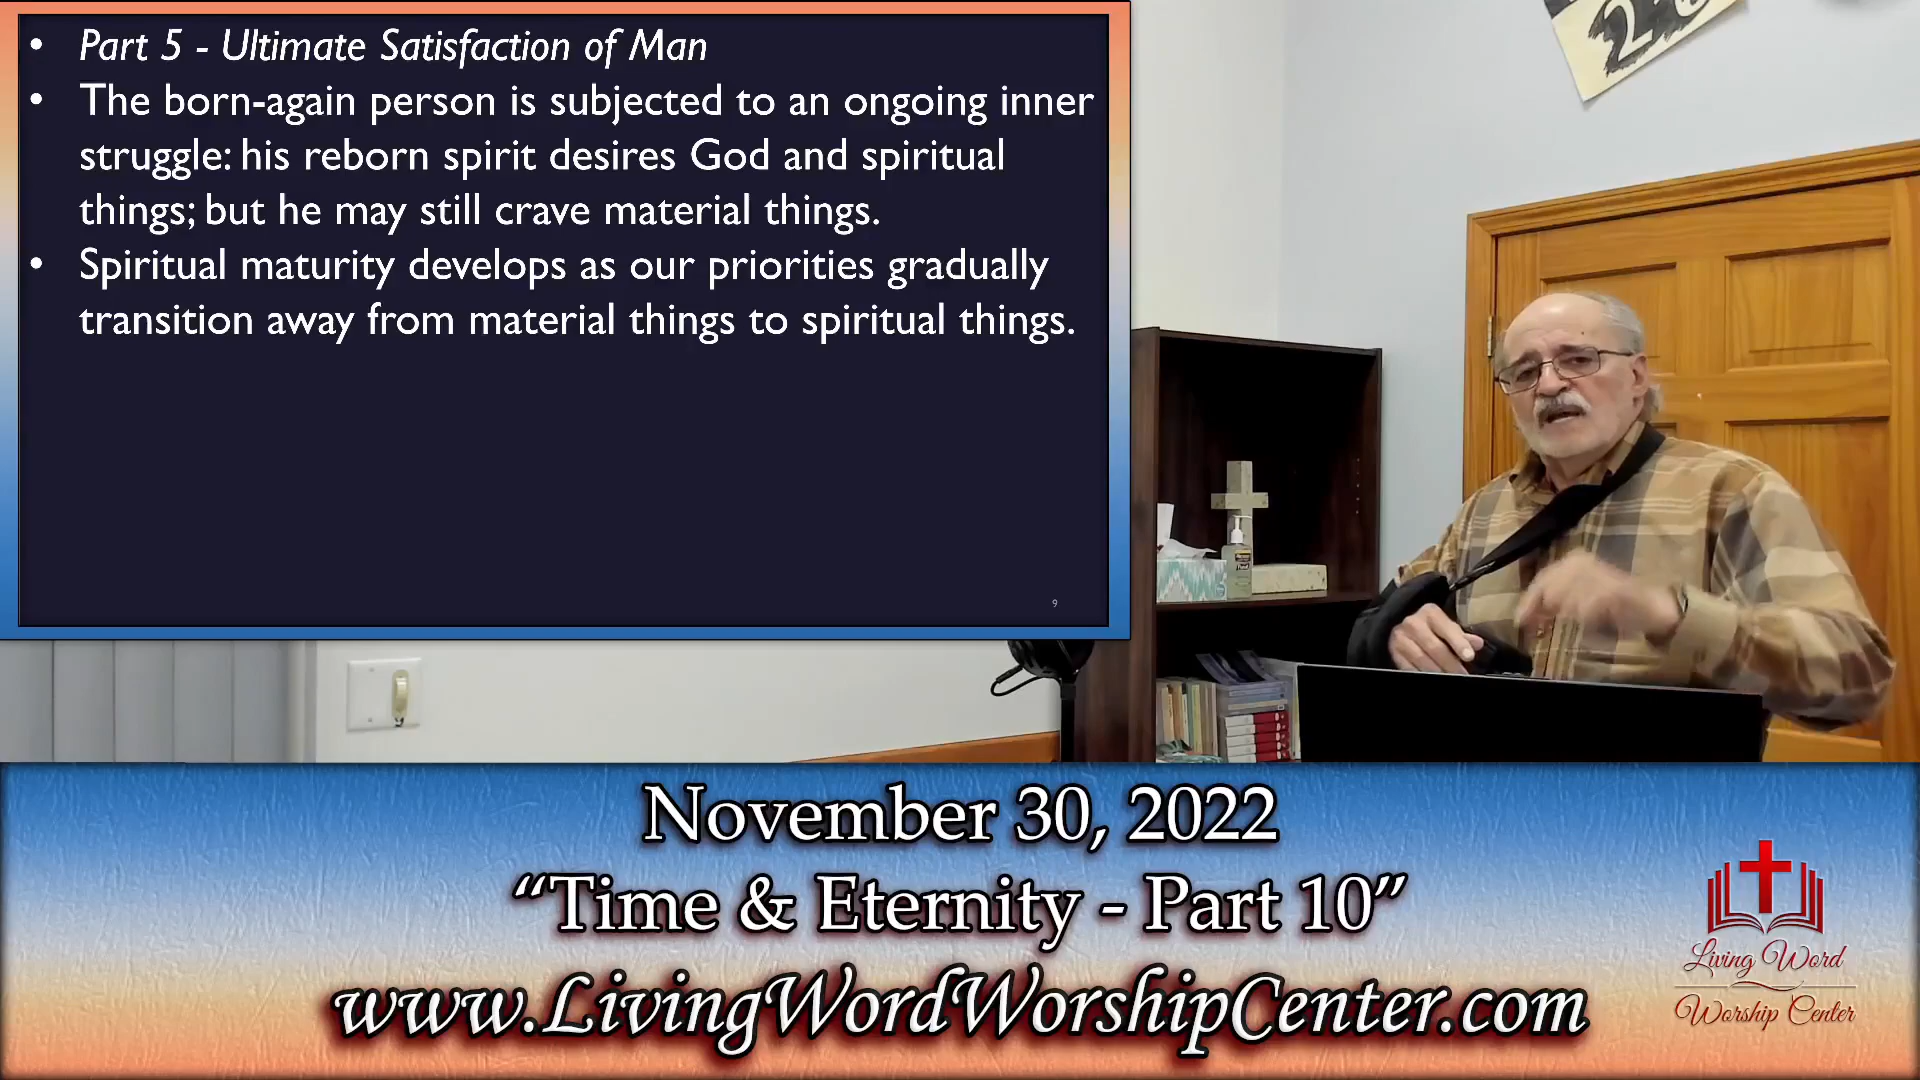 • Part 5 - Ultimate Satisfaction of Man
• The born-again person is subjected to an ongoing inner
struggle: his reborn spirit desires God and spiritual
things; but he may still crave material things.
• Spiritual maturity develops as our priorities gradually
transition away from material things to spiritual things.
9
November 30, 2022
“Time & Eternity - Part 10”
www.LivingWordWorshipCenter.com
Living Word
Worship Center